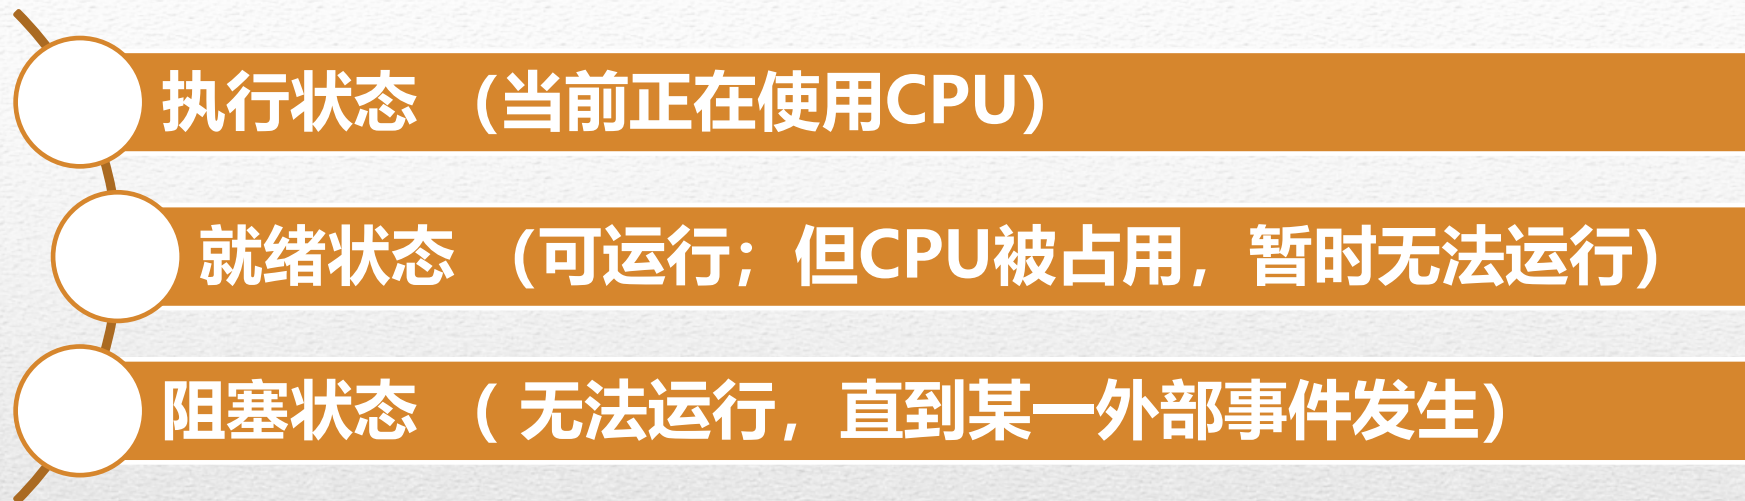 执行状态 （当前正在使用CPU）
就绪状态 （可运行；但CPU被占用，暂时无法运行）
阻塞状态 （ 无法运行，直到某一外部事件发生）